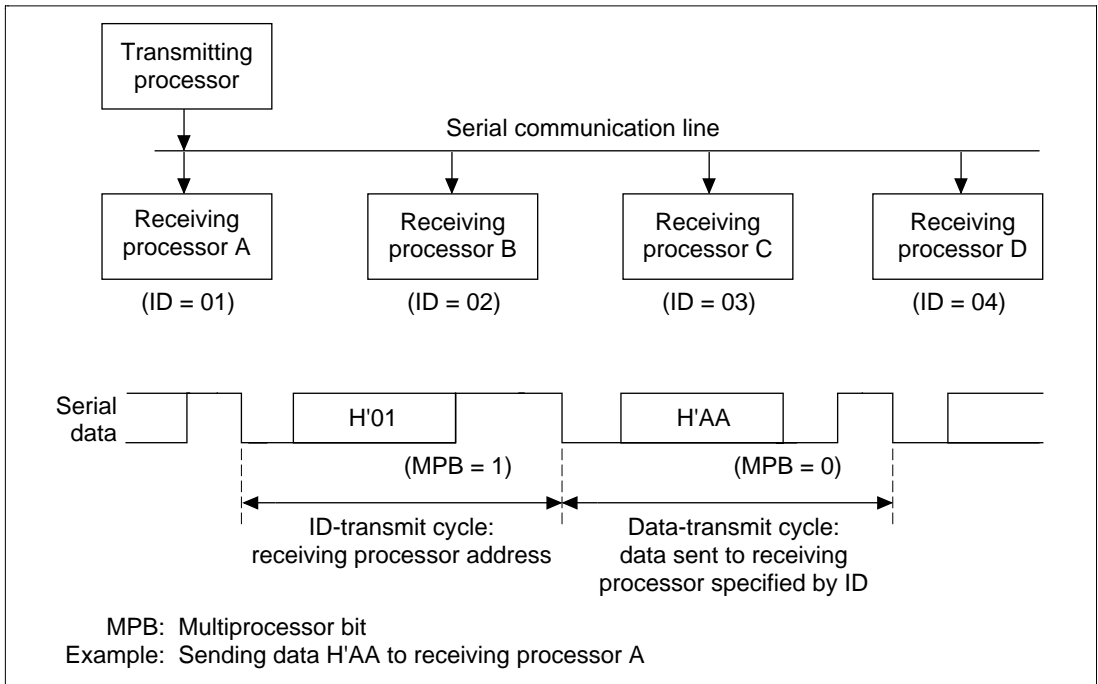 Transmitting
processor
Serial communication line
Receiving
processor A
Receiving
processor B
Receiving
processor C
Receiving
processor D
(ID = 01)
(ID = 02)
(ID = 03)
(ID = 04)
Serial
data
H'01
H'AA
(MPB = 1)
(MPB = 0)
ID-transmit cycle:
receiving processor address
Data-transmit cycle:
data sent to receiving
processor specified by ID
MPB: Multiprocessor bit
Example: Sending data H'AA to receiving processor A